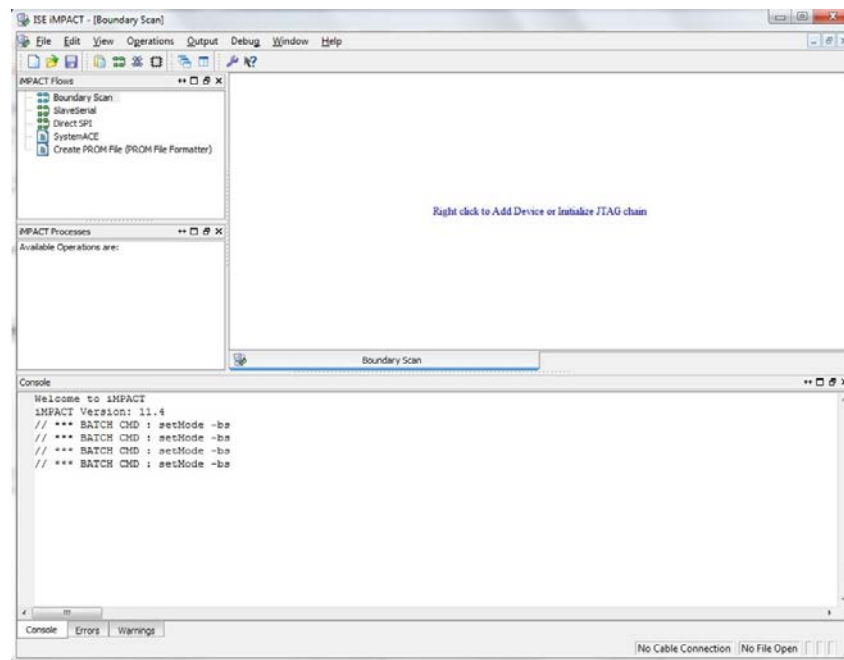 ISE iMPACT - [Boundary Scan]
File Edit View Operations Output Debug Window Help
iMPACT Flows
Boundary Scan
SlaveSerial
Direct SPI
SystemACE
Create PROM File (PROM File Formatter)
Right click to Add Device or Initialize JTAG chain
iMPACT Processes
Available Operations are:
Boundary Scan
Console
Welcome to iMPACT
iMPACT Version: 11.4
// *** BATCH CMD : setMode -bs
// *** BATCH CMD : setMode -bs
// *** BATCH CMD : setMode -bs
// *** BATCH CMD : setMode -bs
Console Errors Warnings
No Cable Connection No File Open